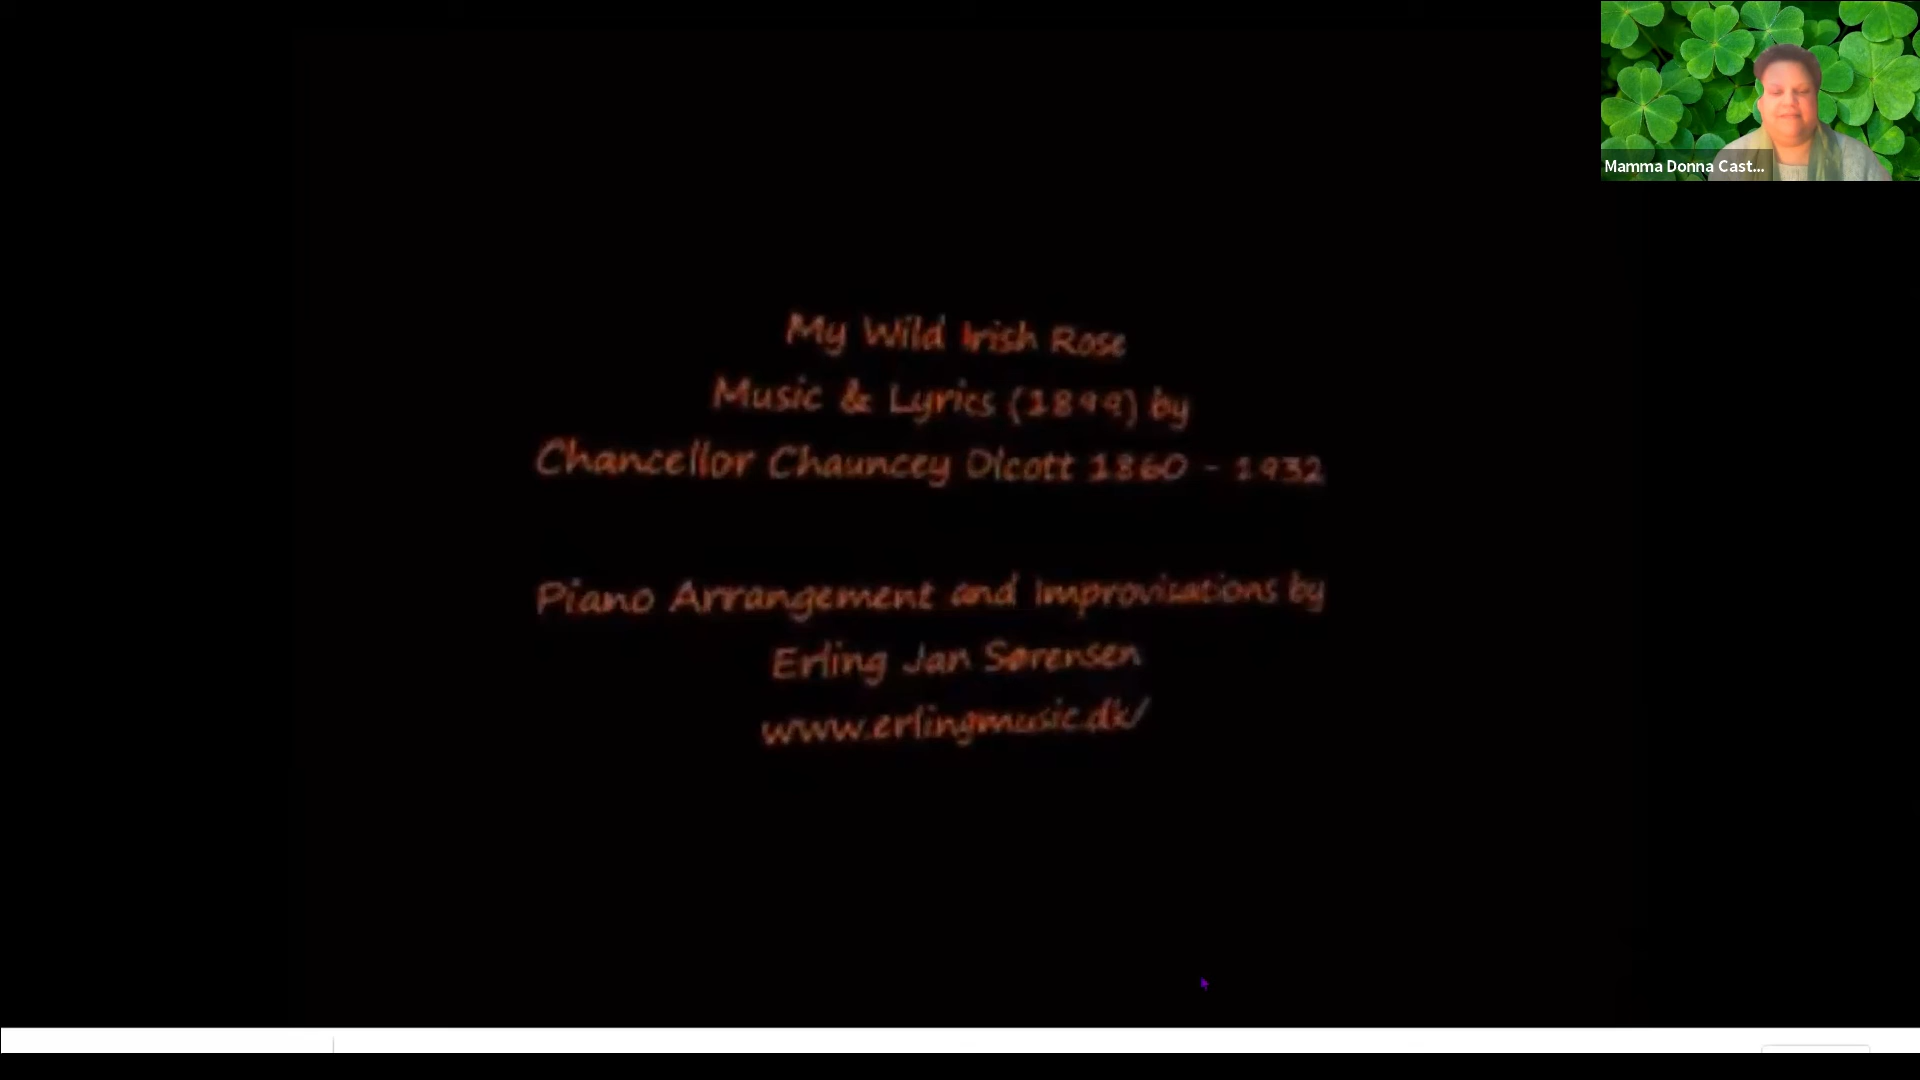 My Wild Irish Rose
Music & Lyrics (1899) by
Chancellor Chauncey Olcott 1860 - 1932
Piano Arrangement and Improvisations by
Erling Jan Sørensen
www.erlingmusic.dk/
Mamma Donna Cast...